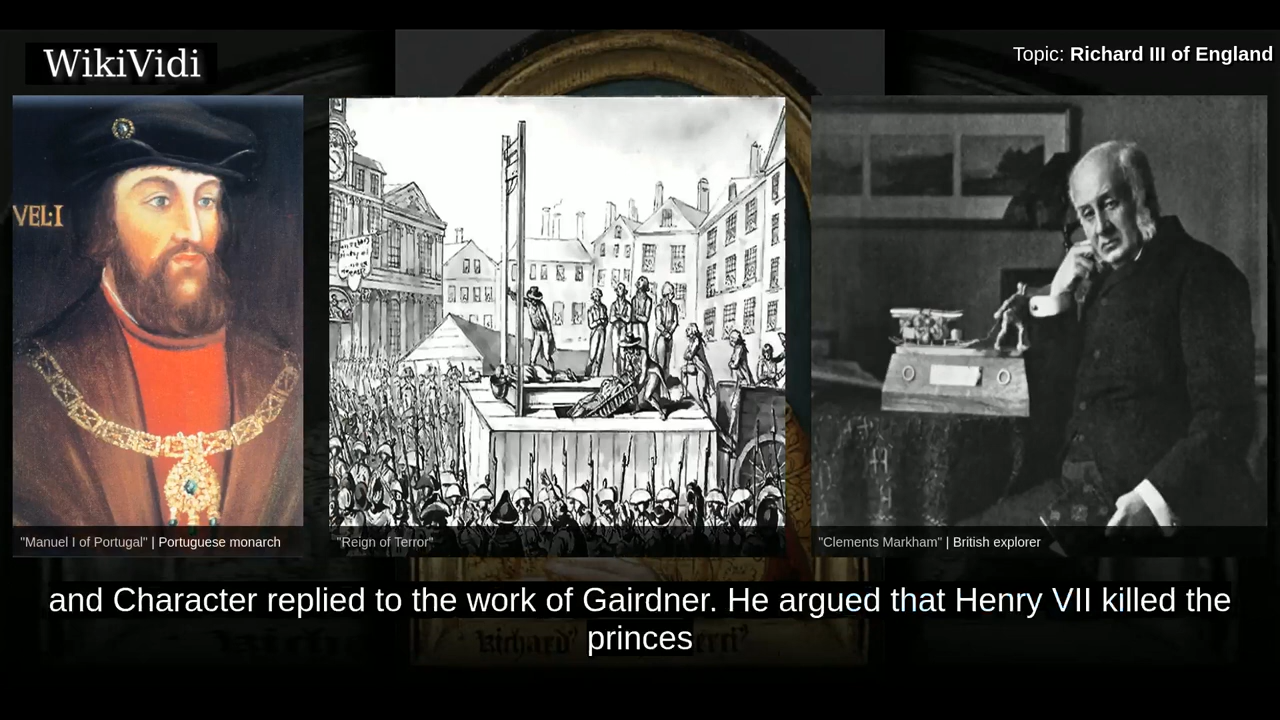 WikiVidi
Topic: Richard III of England
VEL:I
"Manuel I of Portugal" | Portuguese monarch
"Reign of Terror"
"Clements Markham" | British explorer
and Character replied to the work of Gairdner. He argued that Henry VII killed the
princes